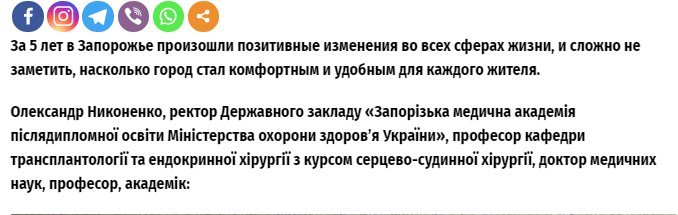 За 5 лет в Запорожье произошли позитивные изменения во всех сферах жизни, и сложно не
заметить, насколько город стал комфортным и удобным для каждого жителя.
Олександр Никоненко, ректор Державного закладу «Запорізька медична академія
післядипломної освіти Міністерства охорони здоров’я України», професор кафедри
трансплантології та ендокринної хірургії з курсом серцево-судинної хірургії, доктор медичних
наук, професор, академік: